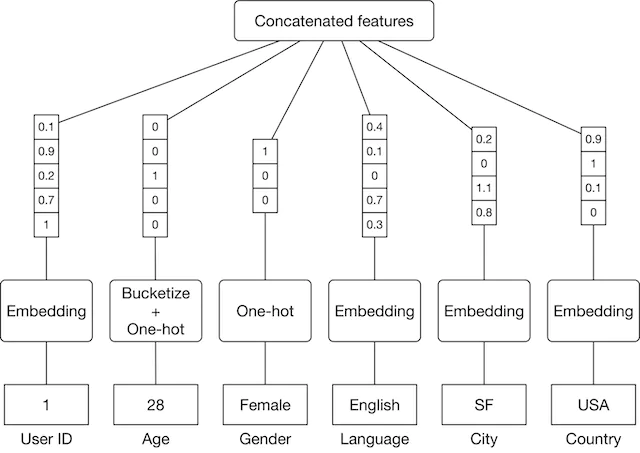 Concatenated features
0.1 0 0.4
0.9 0 1 0.1 0.2 0.9
0.2 1 0 0 0 1
0.7 0 0 0.7 1.1 0.1
1 0 0.3 0.8 0
Embedding
Bucketize
+
One-hot
One-hot
Embedding
Embedding
Embedding
1 28 Female English SF USA
User ID Age Gender Language City Country